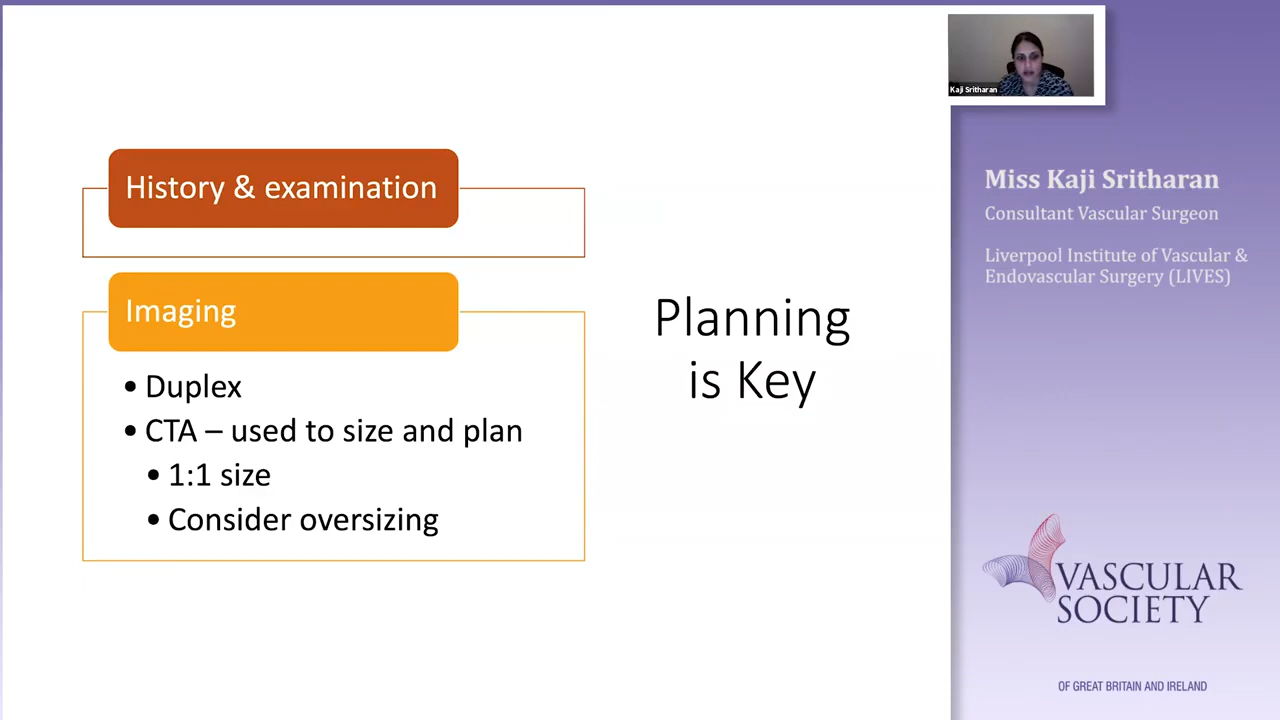 History & examination
Imaging
• Duplex
• CTA – used to size and plan
• 1:1 size
• Consider oversizing
Planning
is Key
Kaji Sritharan
Miss Kaji Sritharan
Consultant Vascular Surgeon
Liverpool Institute of Vascular &
Endovascular Surgery (LIVES)
VASCULAR
SOCIETY
OF GREAT BRITAIN AND IRELAND